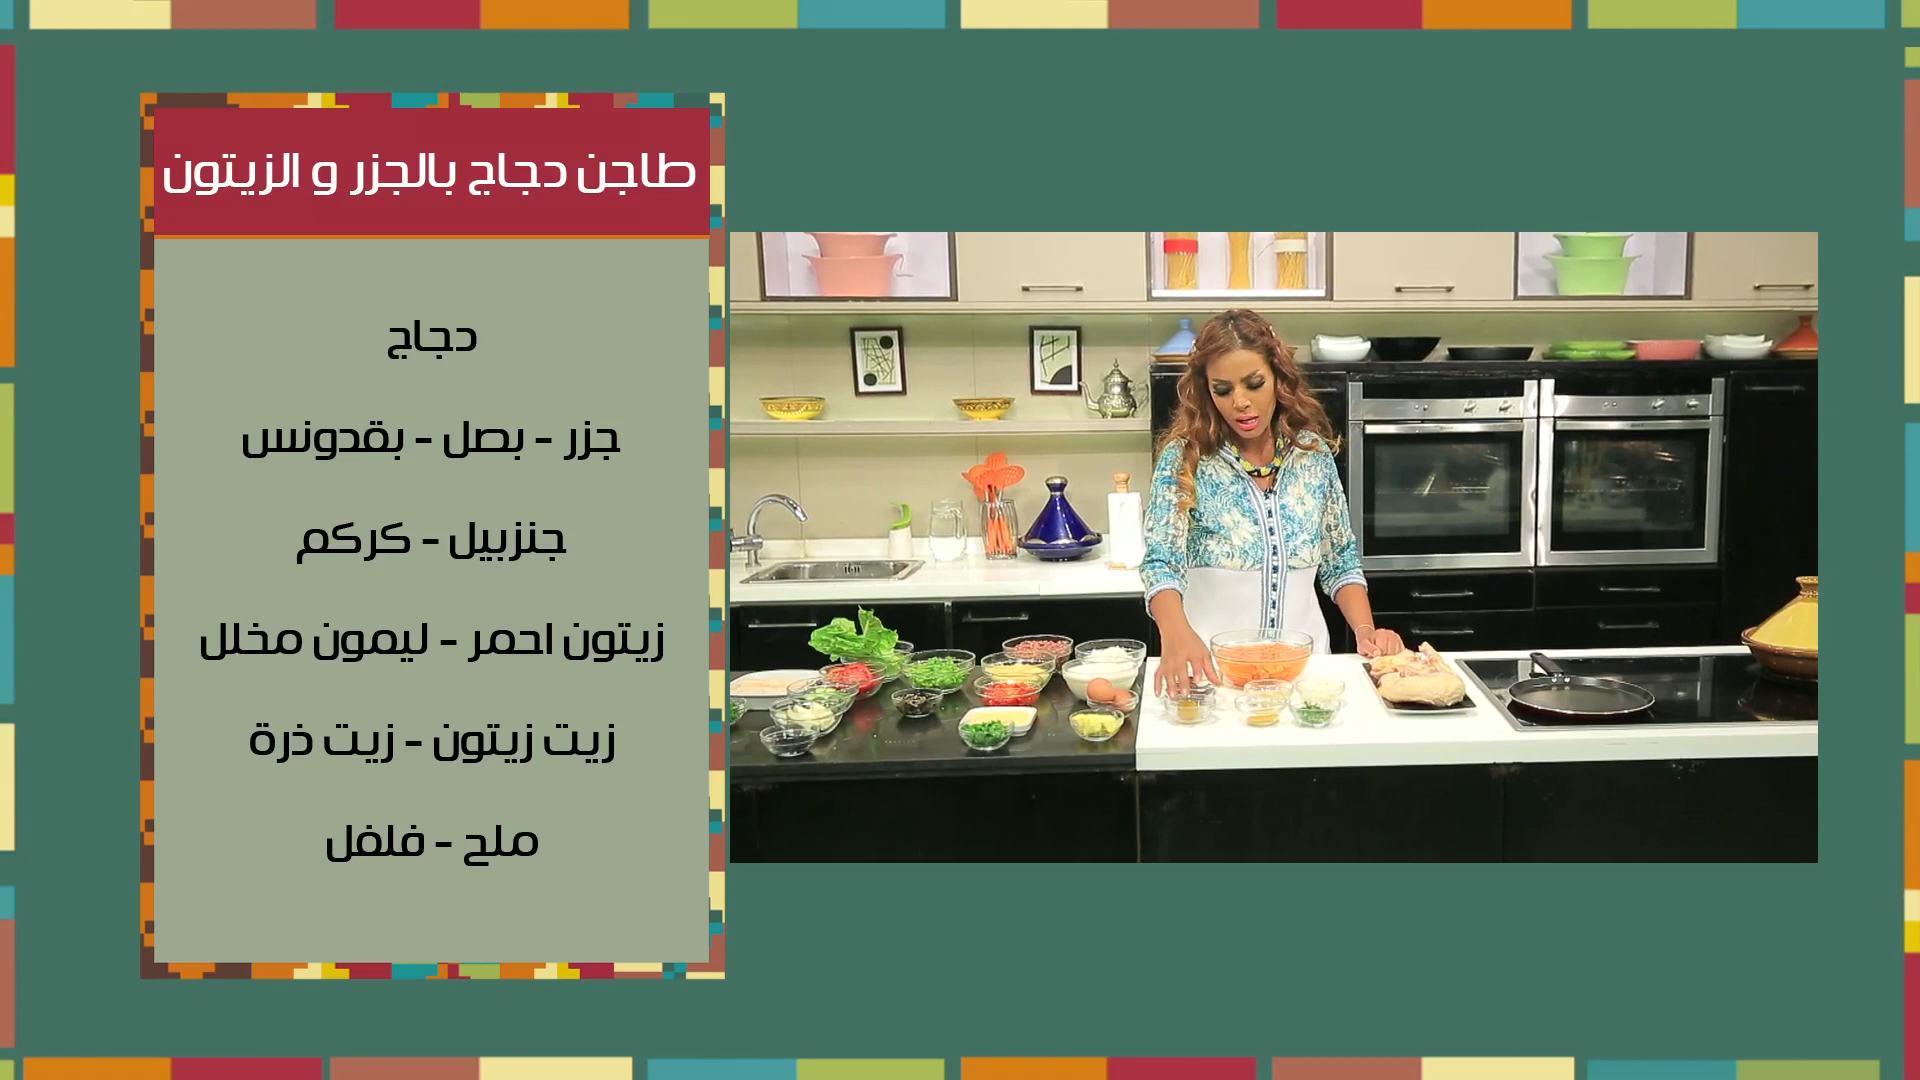 طاجن دجاج بالجزر و الزيتون
دجاج
جزر - بصل - بقدونس
جنزبيل - كركم
زيتون احمر - ليمون مخلل
زيت زيتون - زيت ذرة
ملح - فلفل